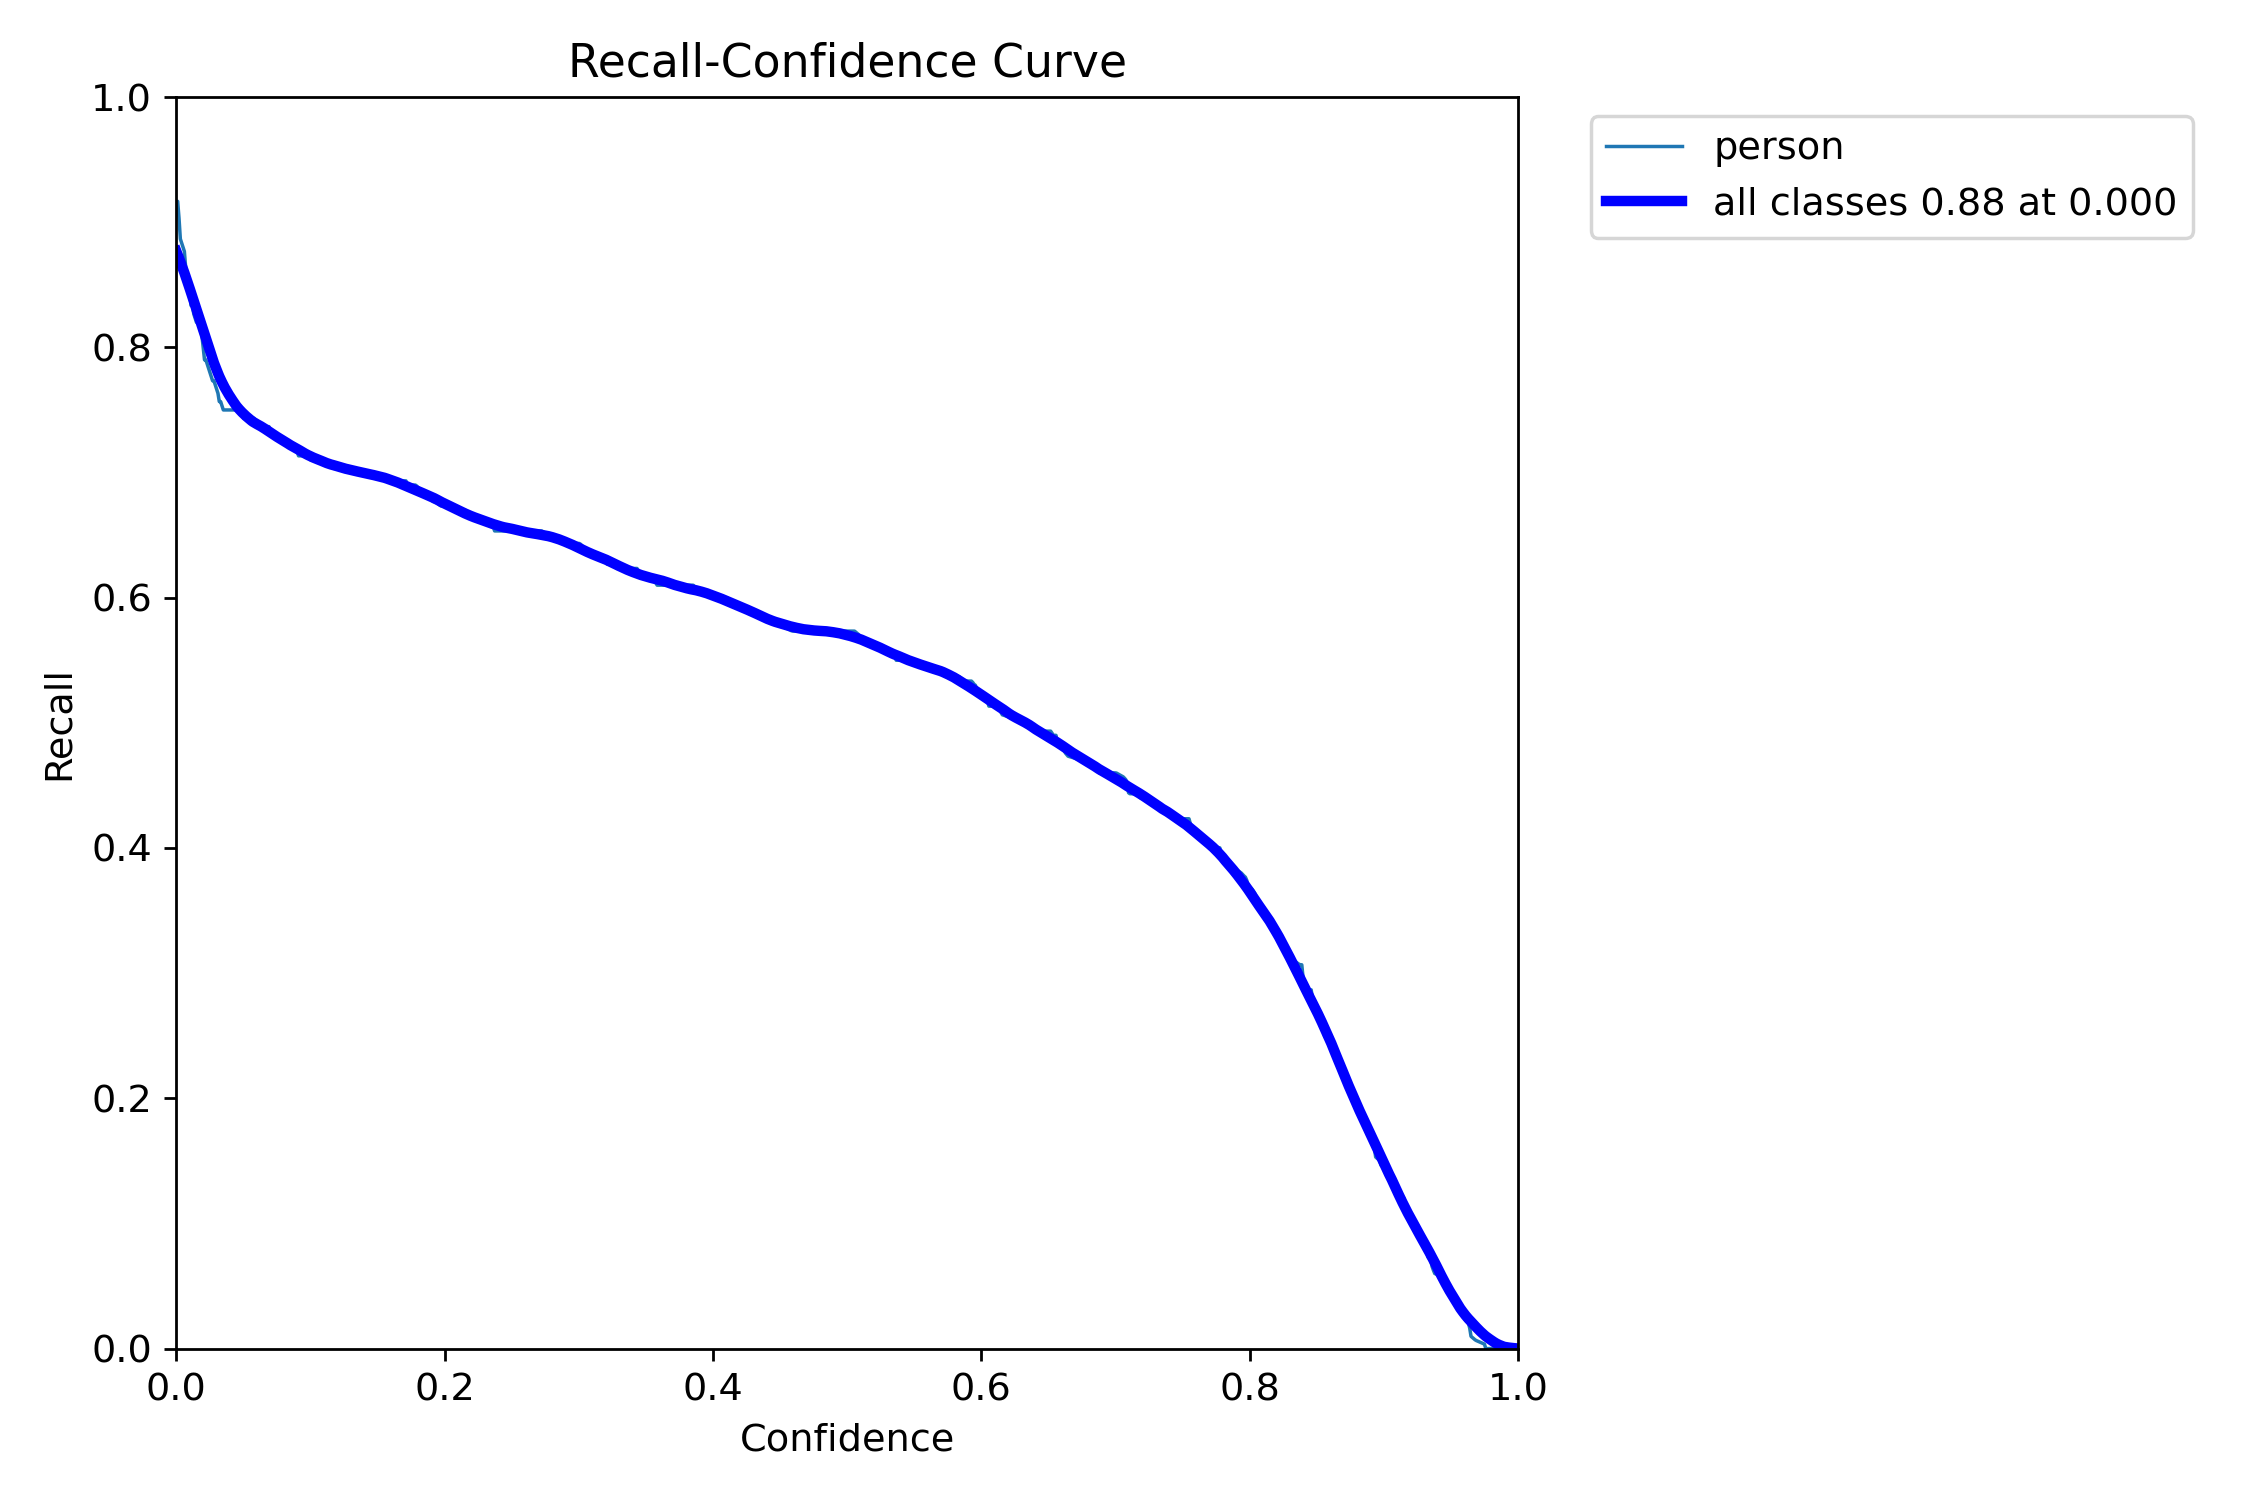 Recall-Confidence Curve
person
all classes 0.88 at 0.000
1.0
0.8
0.6
0.4
0.2
0.0
Recall
0.0 0.2 0.4 0.6 0.8 1.0
Confidence